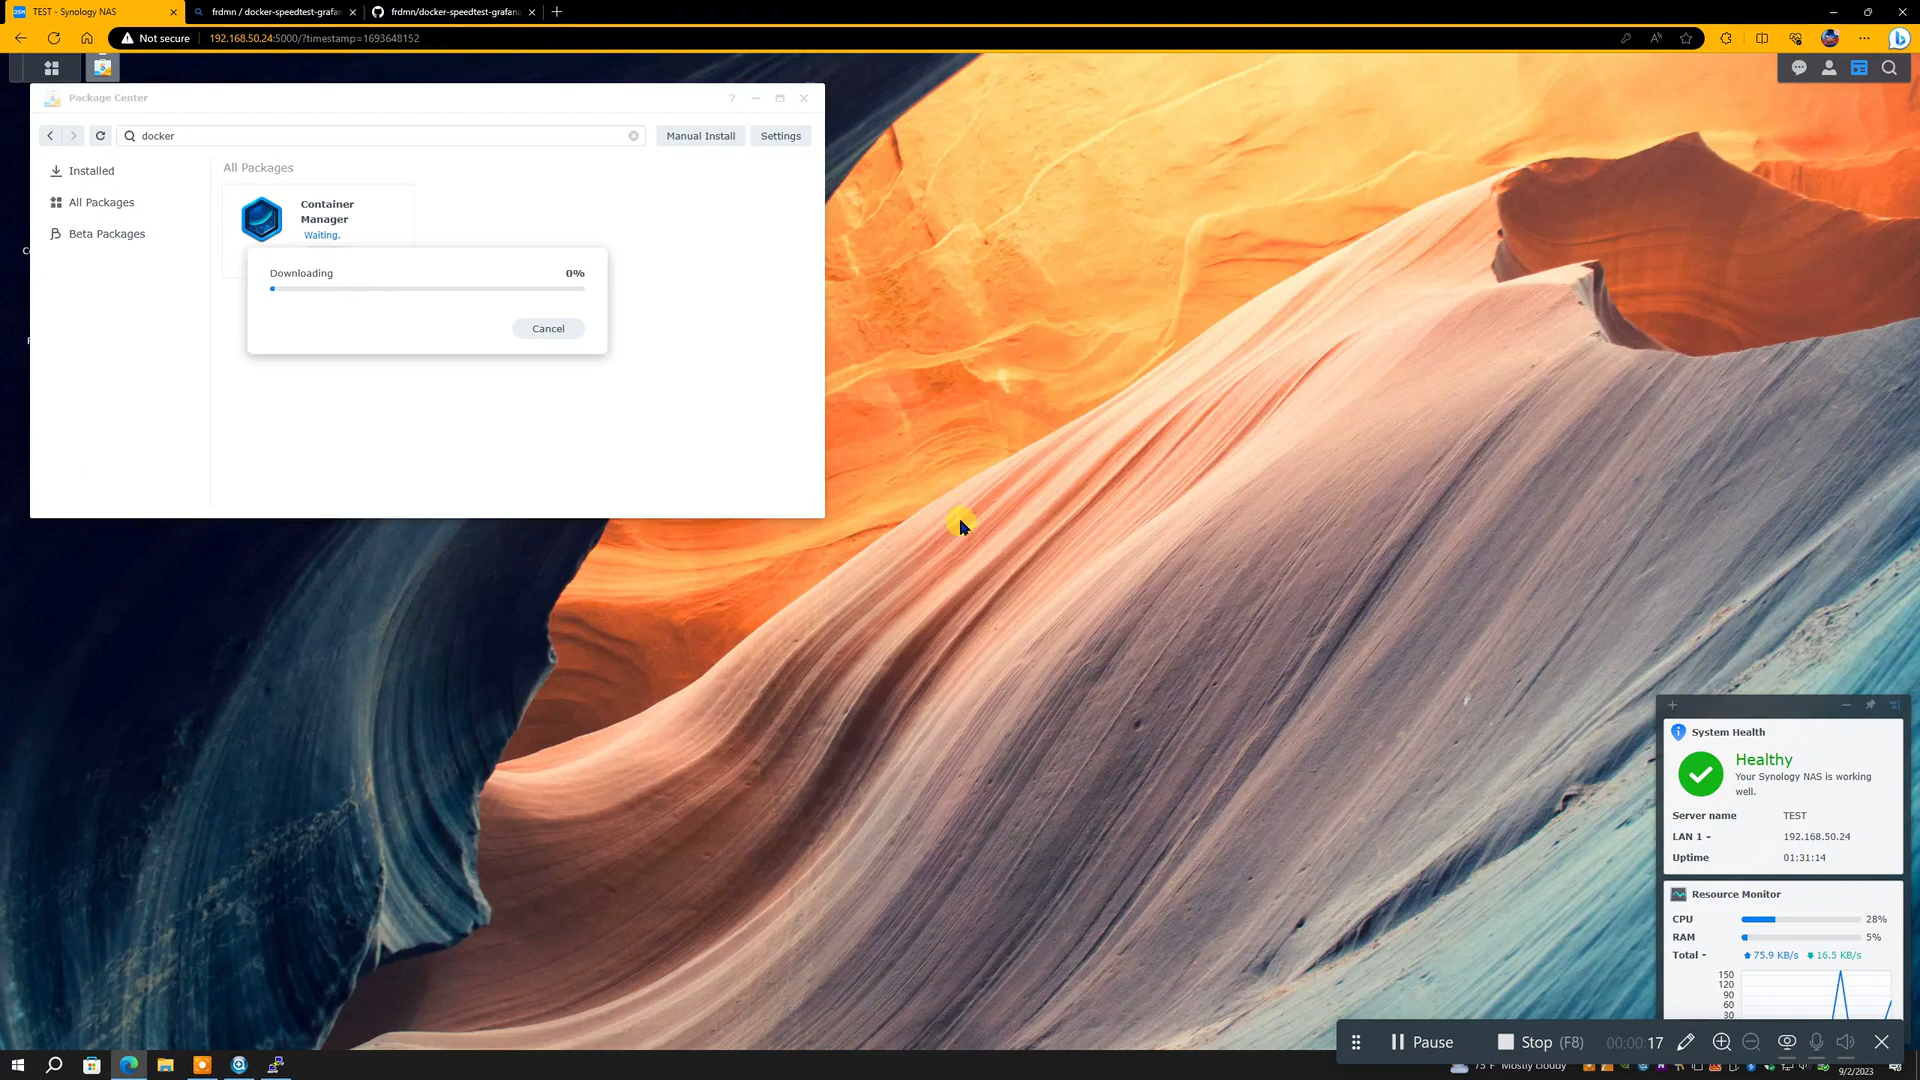 TEST - Synology NAS
frdmn / docker-speedtest-grafan
frdmn/docker-speedtest-grafan
Not secure
192.168.50.24:5000/?timestamp=1693648152
Package Center
docker
Manual Install
Settings
Installed
All Packages
Beta Packages
All Packages
Container
Manager
Waiting.
Downloading
0%
Cancel
System Health
Healthy
Your Synology NAS is working
well.
Server name
TEST
LAN 1
192.168.50.24
Uptime
01:31:14
Resource Monitor
CPU
28%
RAM
5%
Total
75.9 KB/s
16.5 KB/s
150
120
90
60
30
Pause
Stop (F8)
00:00:17
75°F Mostly cloudy
9/2/2023